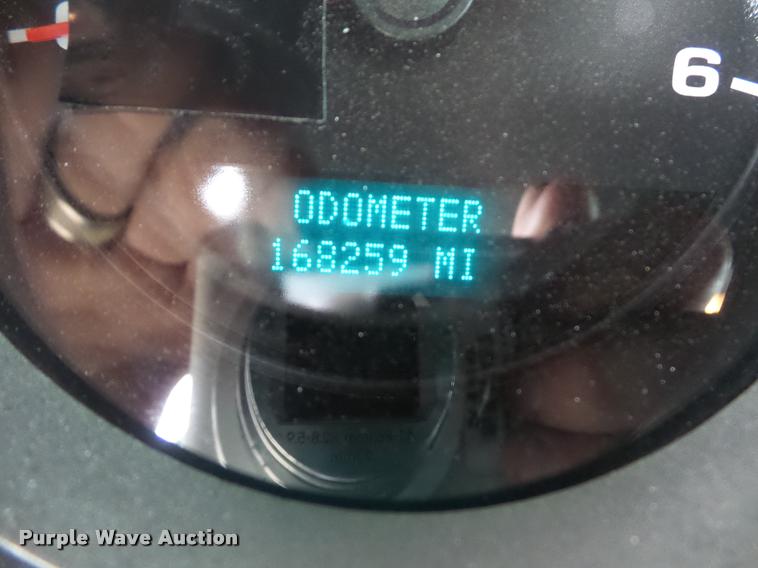 6
ODOMETER
168259 MI
Purple Wave Auction